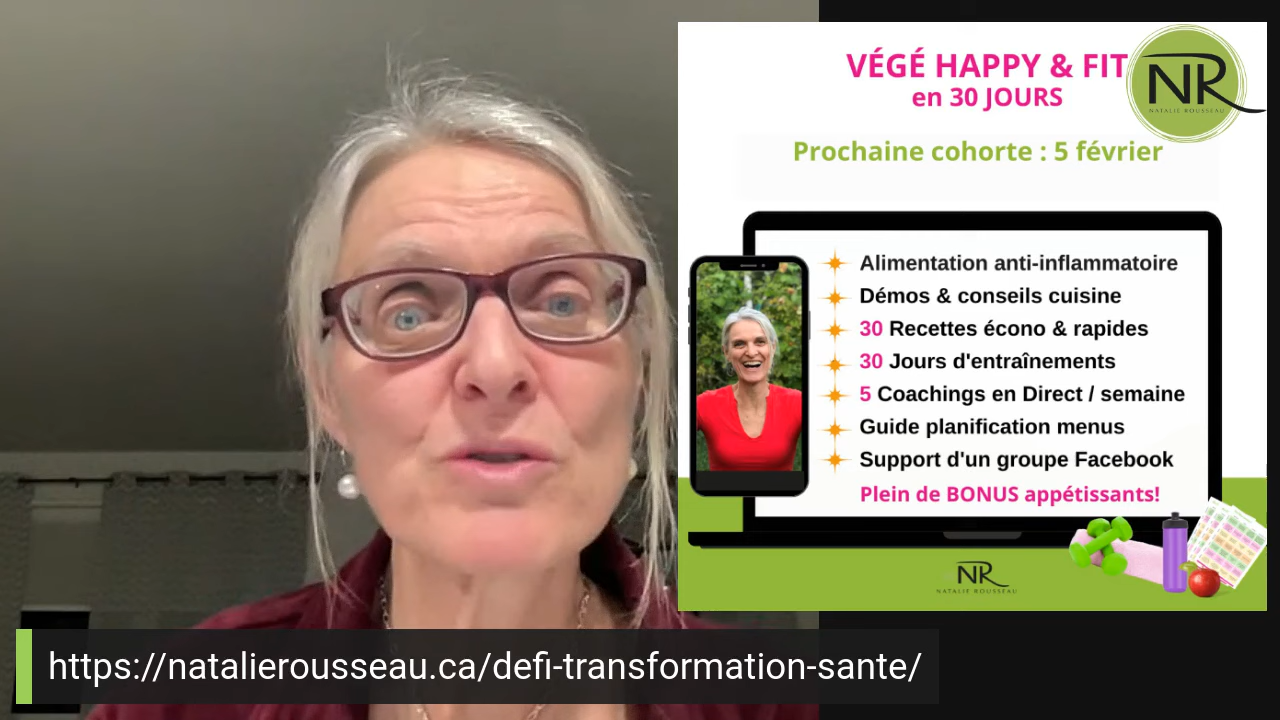 VÉGÉ HAPPY & FIT
en 30 JOURS
NR
NATALIE ROUSSEAU
Prochaine cohorte : 5 février
Alimentation anti-inflammatoire
Démos & conseils cuisine
30 Recettes écono & rapides
30 Jours d'entraînements
5 Coachings en Direct / semaine
Guide planification menus
Support d'un groupe Facebook
Plein de BONUS appétissants!
NR
NATALIE ROUSSEAU
https://natalierousseau.ca/defi-transformation-sante/